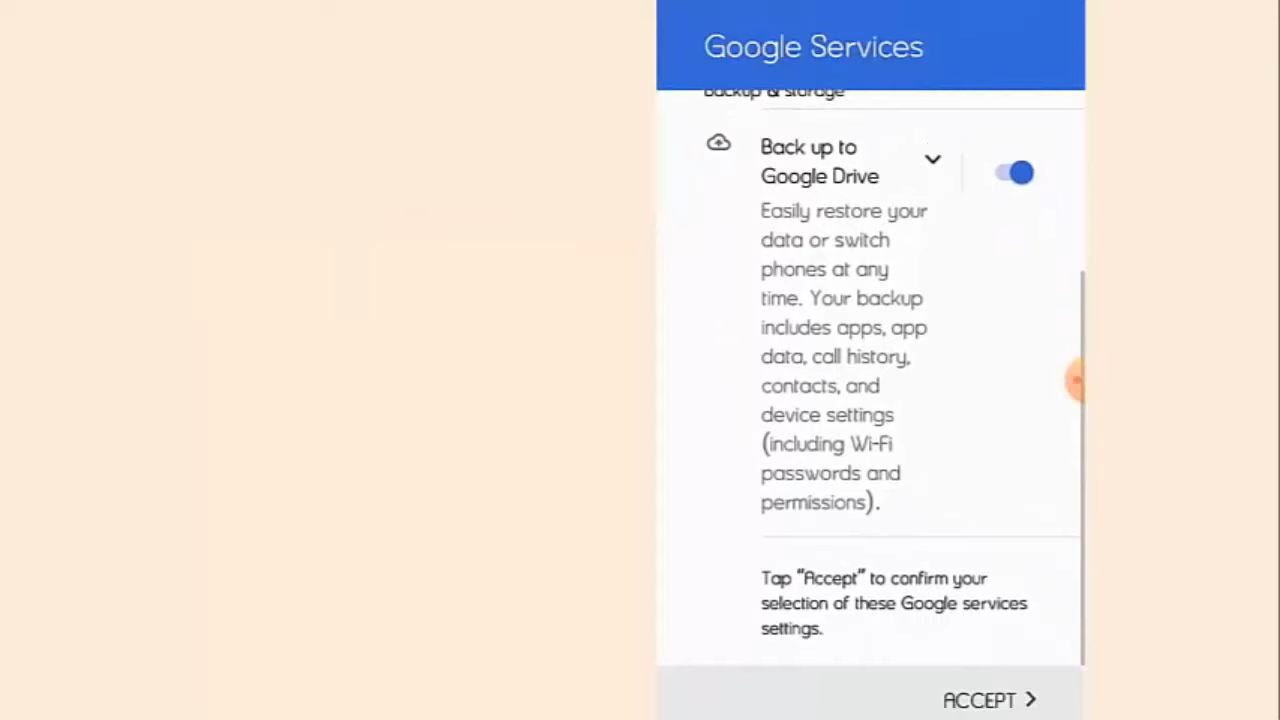 Google Services
Backup & storage
Back up to
Google Drive
Easily restore your
data or switch
phones at any
time. Your backup
includes apps, app
data, call history,
contacts, and
device settings
(including Wi-Fi
passwords and
permissions).
Tap "Accept" to confirm your
selection of these Google services
settings.
ACCEPT